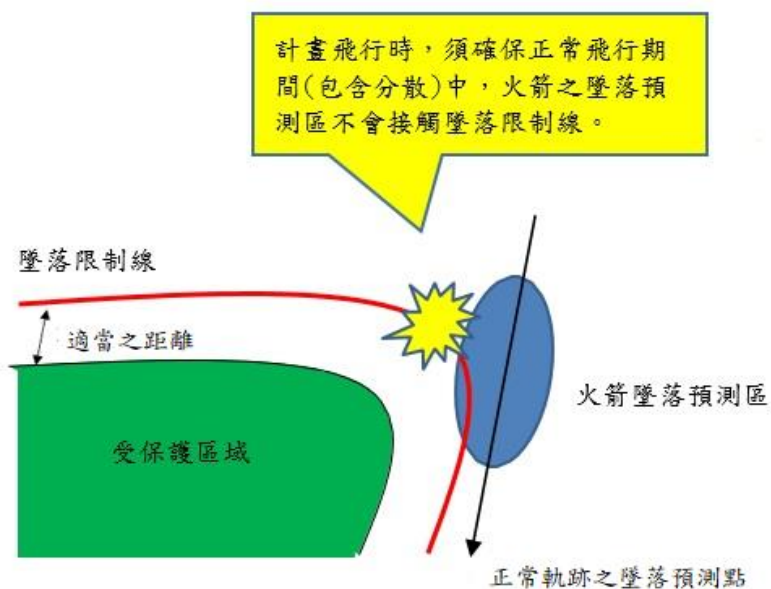 計畫飛行時，須確保正常飛行期
間(包含分散)中，火箭之墜落預
測區不會接觸墜落限制線。
墜落限制線
適當之距離
火箭墜落預測區
受保護區域
正常軌跡之墜落預測點